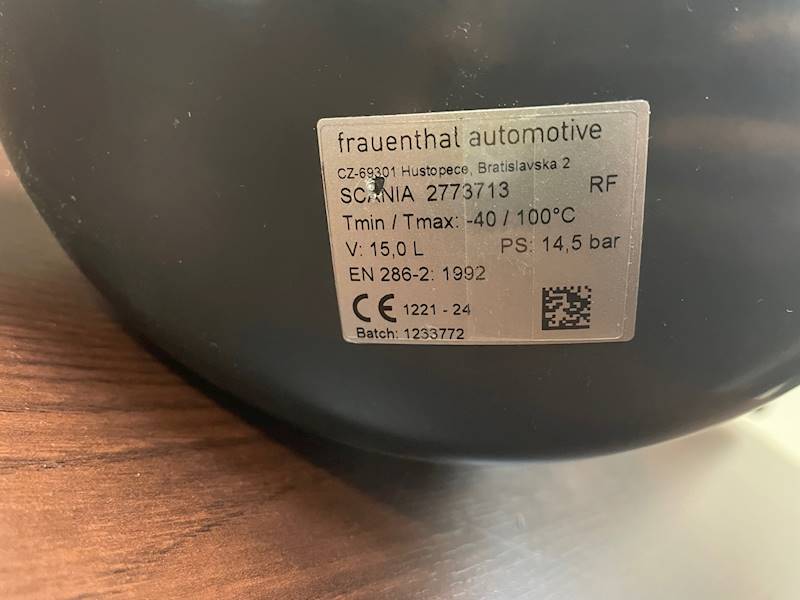 frauenthal automotive
CZ-69301 Hustopece, Bratislavska 2
SCANIA 2773713 RF
Tmin / Tmax: -40 / 100°C
V: 15,0 L PS: 14,5 bar
EN 286-2: 1992
CE 1221 - 24
Batch: 1233772